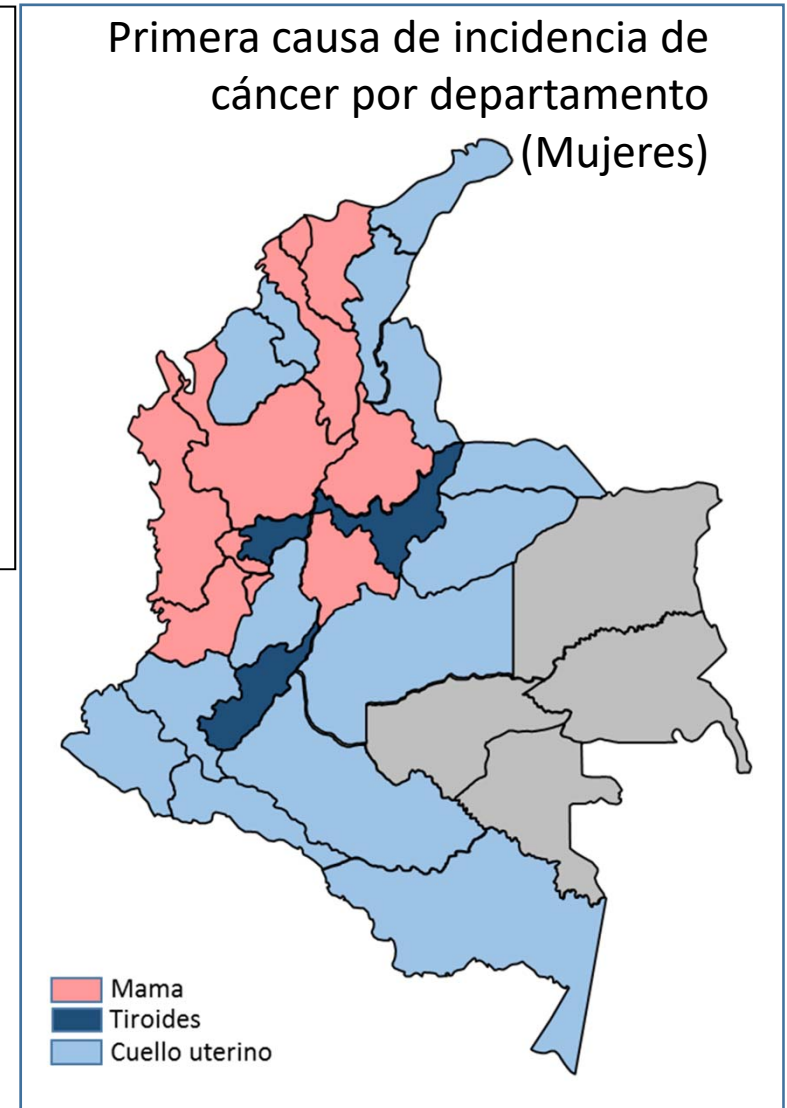 Primera causa de incidencia de
cáncer por departamento
(Mujeres)
Mama
Tiroides
Cuello uterino